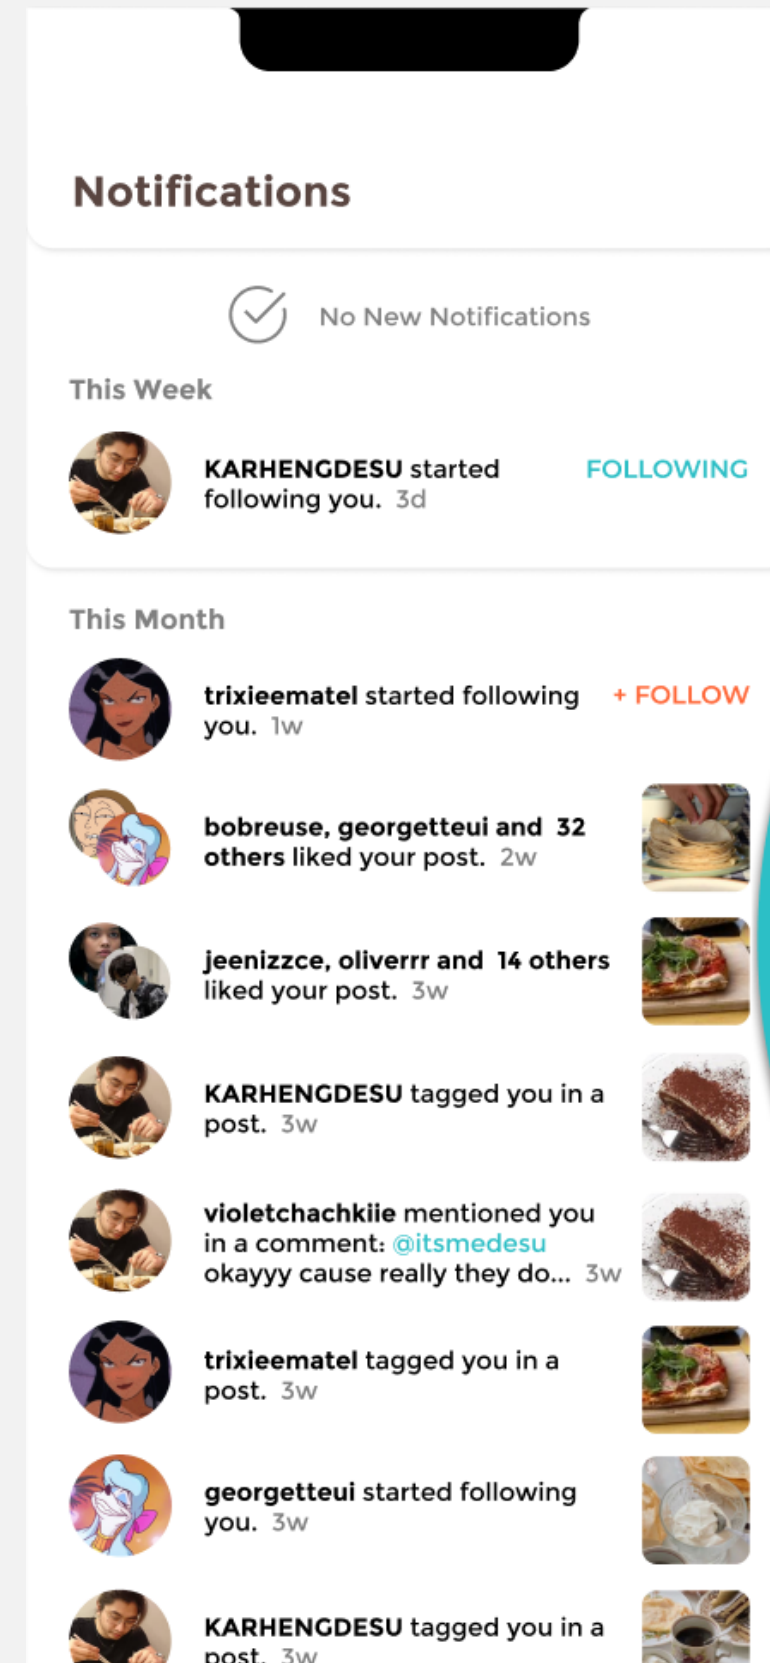 Notifications
No New Notifications
This Week
KARHENGDESU started
following you. 3d
FOLLOWING
This Month
trixieematel started following
you. 1w
+ FOLLOW
bobreuse, georgetteui and 32
others liked your post. 2w
jeenizzce, oliverrr and 14 others
liked your post. 3w
KARHENGDESU tagged you in a
post. 3w
violetchachkiie mentioned you
in a comment: @itsmedesu
okayyy cause really they do... 3w
trixieematel tagged you in a
post. 3w
georgetteui started following
you. 3w
KARHENGDESU tagged you in a
post. 3w